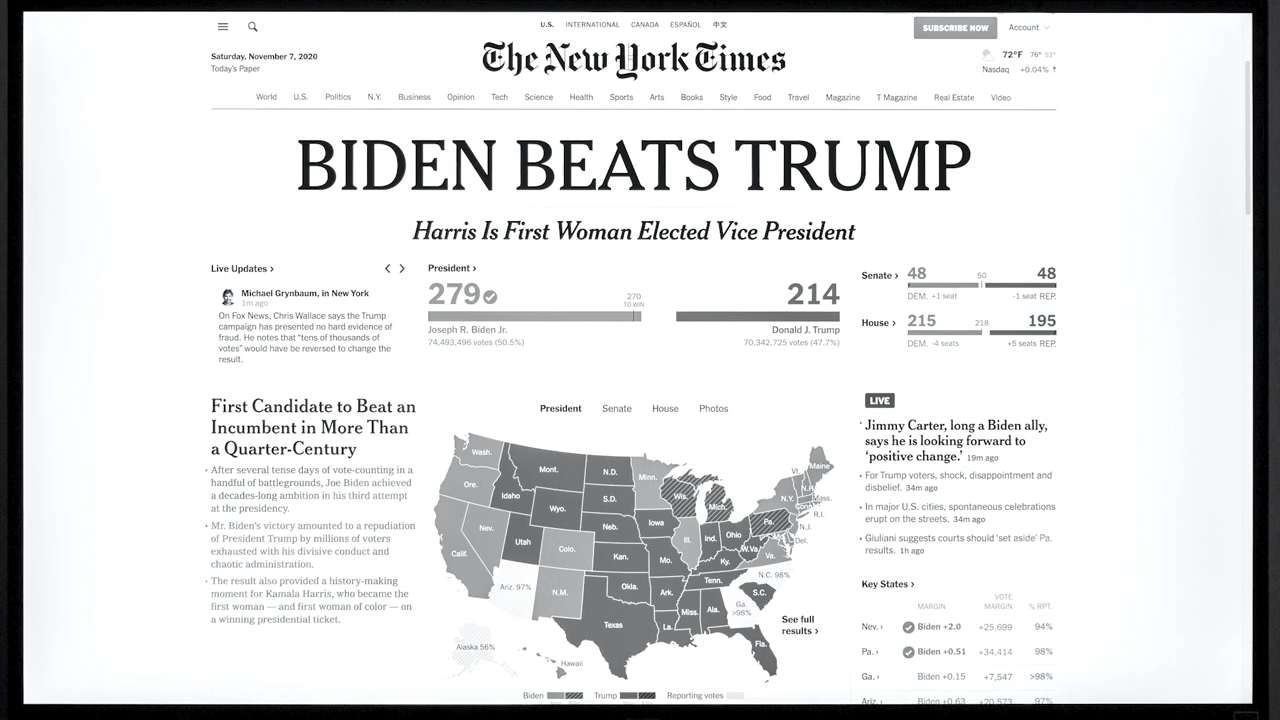 U.S. INTERNATIONAL CANADA ESPAÑOL 中文
SUBSCRIBE NOW
Account
Saturday, November 7, 2020
Today's Paper
The New York Times
72°F 76° 53°
Nasdaq +0.04% ↑
World U.S. Politics N.Y. Business Opinion Tech Science Health Sports Arts Books Style Food Travel Magazine T Magazine Real Estate Video
BIDEN BEATS TRUMP
Harris Is First Woman Elected Vice President
Live Updates ›
Michael Grynbaum, in New York
1m ago
On Fox News, Chris Wallace says the Trump
campaign has presented no hard evidence of
fraud. He notes that “tens of thousands of
votes” would have be reversed to change the
result.
President ›
279
270
TO WIN
214
Joseph R. Biden Jr.
Donald J. Trump
74,493,496 votes (50.5%)
70,342,725 votes (47.7%)
Senate › 48 50 48
DEM. +1 seat -1 seat REP.
House › 215 218 195
DEM. -4 seats +5 seats REP.
First Candidate to Beat an
Incumbent in More Than
a Quarter-Century
• After several tense days of vote-counting in a
handful of battlegrounds, Joe Biden achieved
a decades-long ambition in his third attempt
at the presidency.
• Mr. Biden's victory amounted to a repudiation
of President Trump by millions of voters
exhausted with his divisive conduct and
chaotic administration.
• The result also provided a history-making
moment for Kamala Harris, who became the
first woman — and first woman of color — on
a winning presidential ticket.
President Senate House Photos
Wash.
Mont.
N.D.
Minn.
Vt.
Maine
Ore.
Idaho
S.D.
Wis.
Mich.
N.Y.
N.H.
Mass.
Conn.
R.I.
Wyo.
Nev.
Neb.
Iowa
Pa.
N.J.
Utah
Colo.
Ill.
Ind.
Ohio
Del.
Calif.
Kan.
Mo.
W.Va.
Va.
Ky.
Ariz. 97%
N.M.
Okla.
Ark.
Tenn.
N.C. 98%
S.C.
Miss.
Ala.
Ga.
>98%
Texas
La.
Fla.
Alaska 56%
Hawaii
See full
results ›
Biden Trump Reporting votes
LIVE
• Jimmy Carter, long a Biden ally,
says he is looking forward to
‘positive change.’ 19m ago
• For Trump voters, shock, disappointment and
disbelief. 34m ago
• In major U.S. cities, spontaneous celebrations
erupt on the streets. 34m ago
• Giuliani suggests courts should ‘set aside’ Pa.
results. 1h ago
Key States ›
MARGIN VOTE MARGIN % RPT.
Nev. › Biden +2.0 +25,699 94%
Pa. › Biden +0.51 +34,414 98%
Ga. › Biden +0.15 +7,547 >98%
Ariz. › Biden +0.63 +20,573 97%